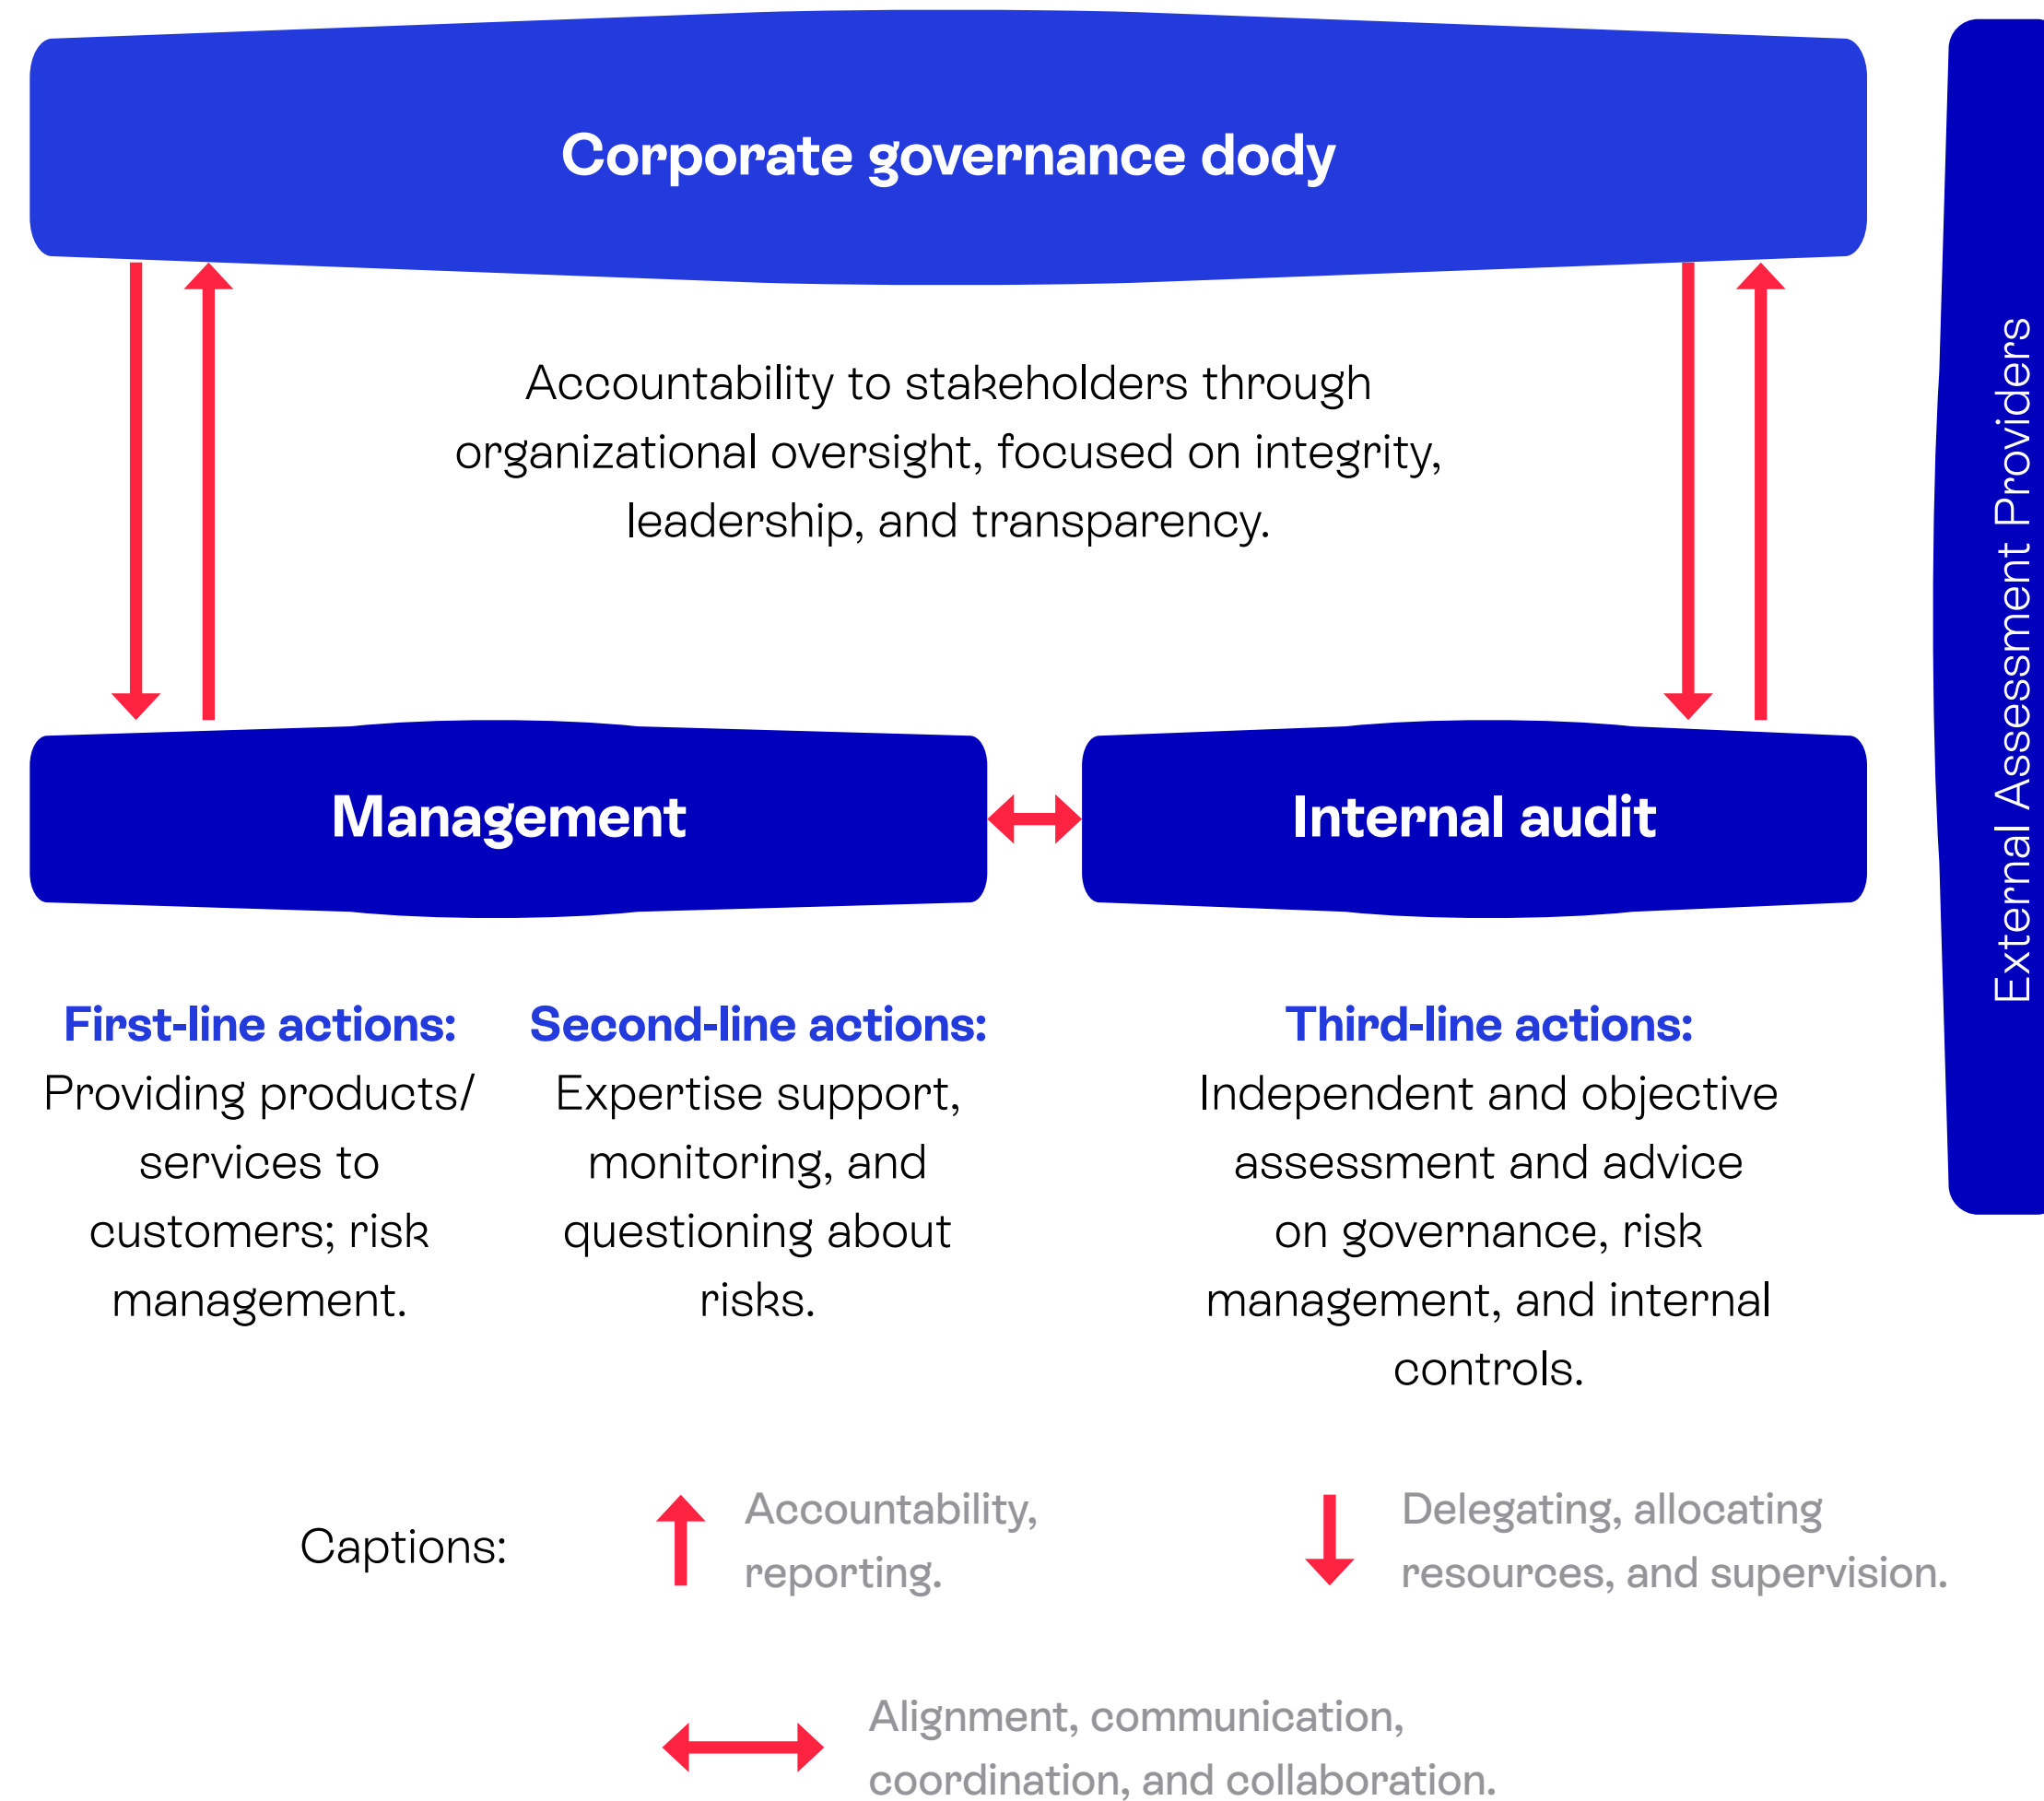 Corporate governance dody
Accountability to stakeholders through
organizational oversight, focused on integrity,
leadership, and transparency.
Management
Internal audit
First-line actions:
Providing products/
services to
customers; risk
management.
Second-line actions:
Expertise support,
monitoring, and
questioning about
risks.
Third-line actions:
Independent and objective
assessment and advice
on governance, risk
management, and internal
controls.
External Assessment Providers
Captions:
Accountability,
reporting.
Delegating, allocating
resources, and supervision.
Alignment, communication,
coordination, and collaboration.